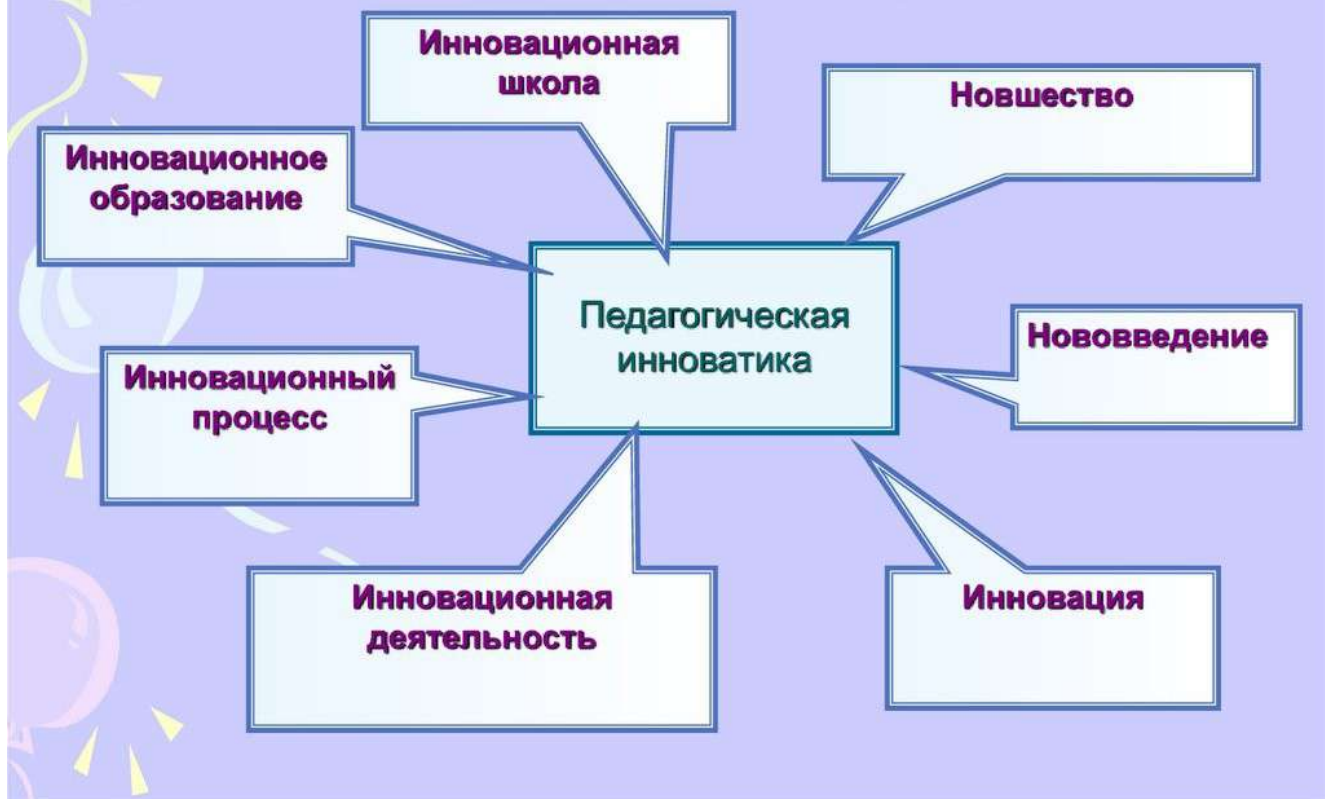 Инновационная
школа
Новшество
Инновационное
образование
Педагогическая
инноватика
Нововведение
Инновационный
процесс
Инновационная
деятельность
Инновация